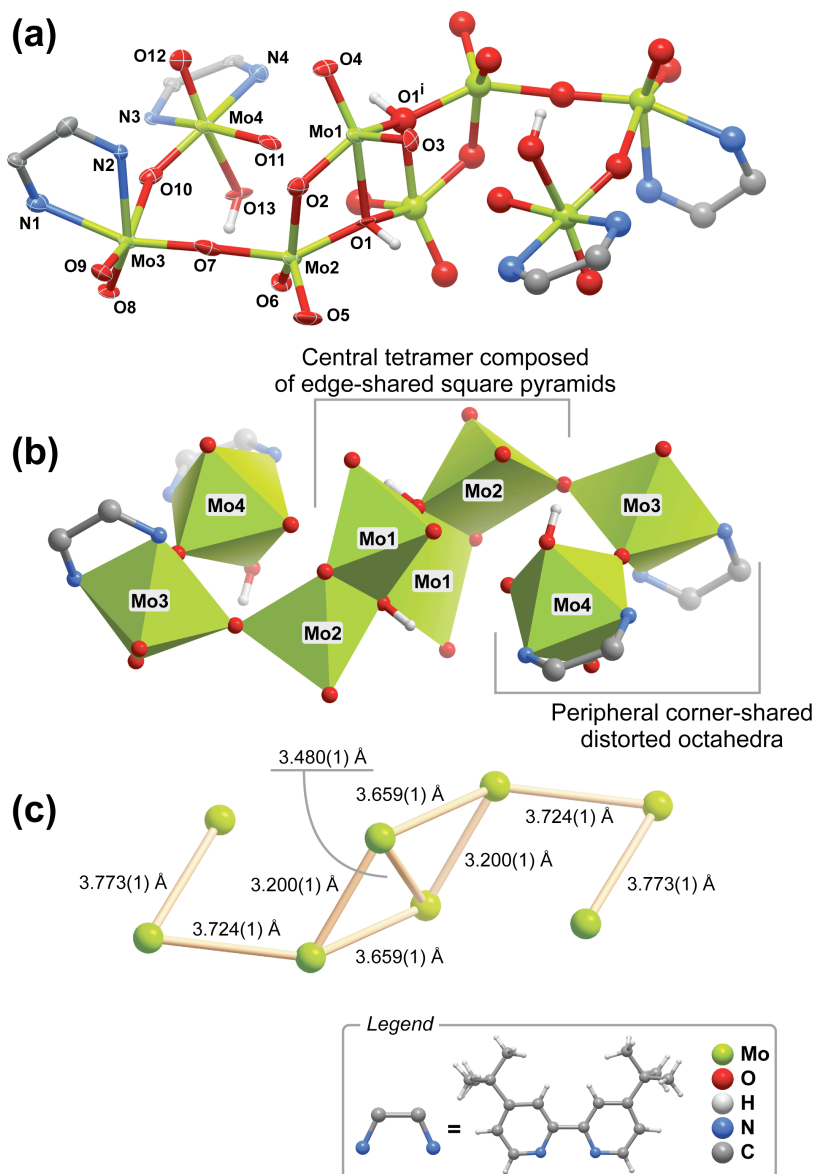 (a)
O12
N4
O4
O1i
N3
Mo4
Mo1
O3
N2
O11
O10
O2
O13
N1
O1
O9
Mo3
O7
Mo2
O8
O6
O5
Central tetramer composed
of edge-shared square pyramids
(b)
Mo4
Mo2
Mo3
Mo1
Mo1
Mo3
Mo4
Mo2
Peripheral corner-shared
distorted octahedra
3.480(1) Å
(c)
3.659(1) Å
3.724(1) Å
3.773(1) Å
3.200(1) Å
3.200(1) Å
3.773(1) Å
3.724(1) Å
3.659(1) Å
Legend
Mo
O
H
N
C
=